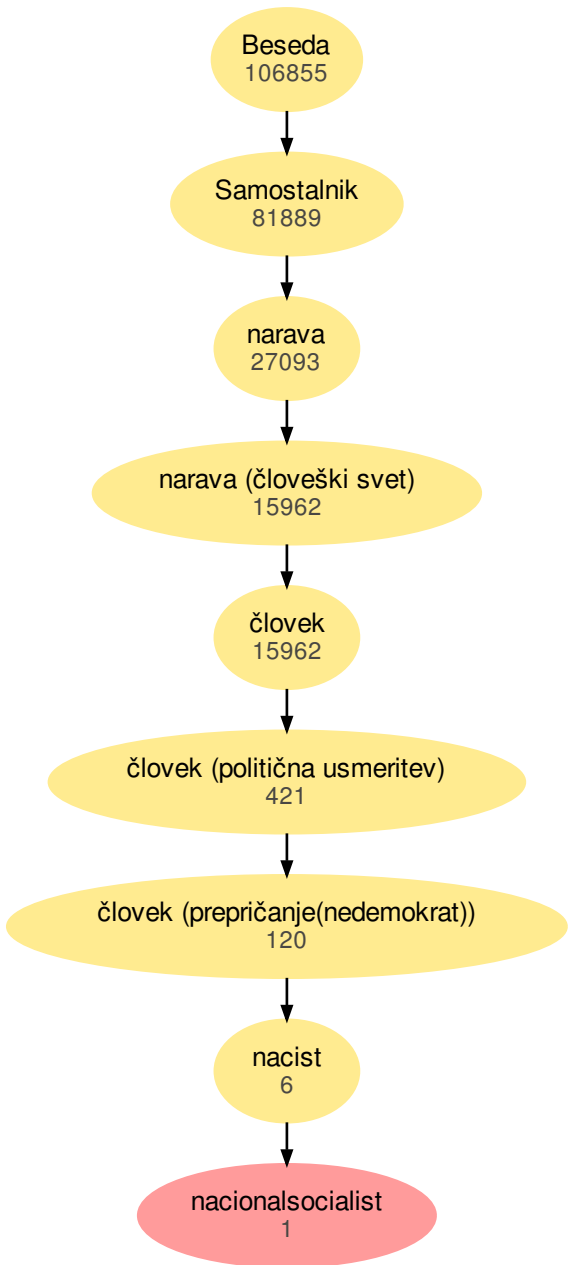 Beseda
106855
Samostalnik
81889
narava
27093
narava (človeški svet)
15962
človek
15962
človek (politična usmeritev)
421
človek (prepričanje(nedemokrat))
120
nacist
6
nacionalsocialist
1